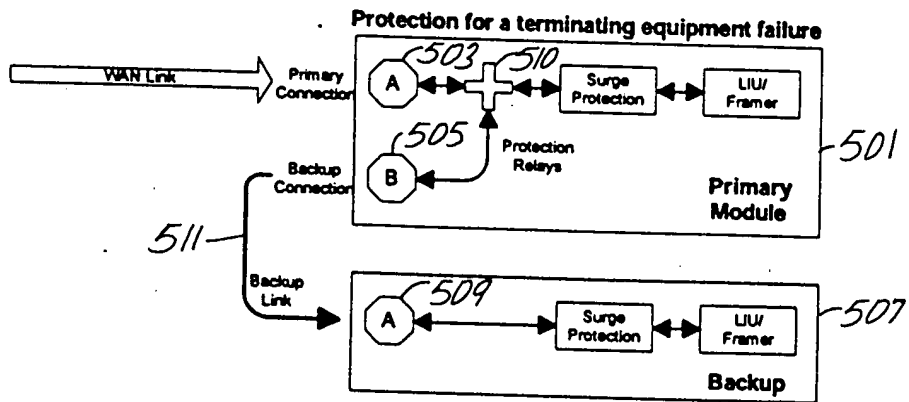 Protection for a terminating equipment failure
503
510
WAN Link
Primary
Connection
A
Surge
Protection
LIU/
Framer
505
Protection
Relays
501
Backup
Connection
B
Primary
Module
511
Backup
Link
509
A
Surge
Protection
LIU/
Framer
507
Backup